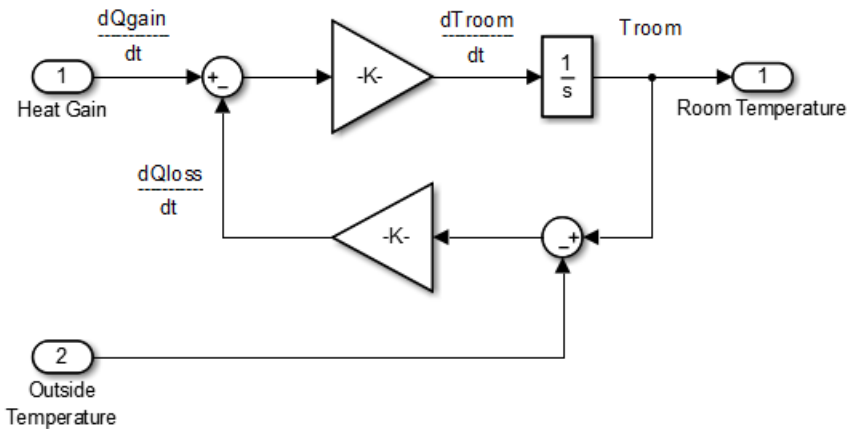 dQgain
dt
dTroom
dt
Troom
1
Heat Gain
+
-
-K-
1
s
1
Room Temperature
dQloss
dt
-K-
-
+
2
Outside
Temperature